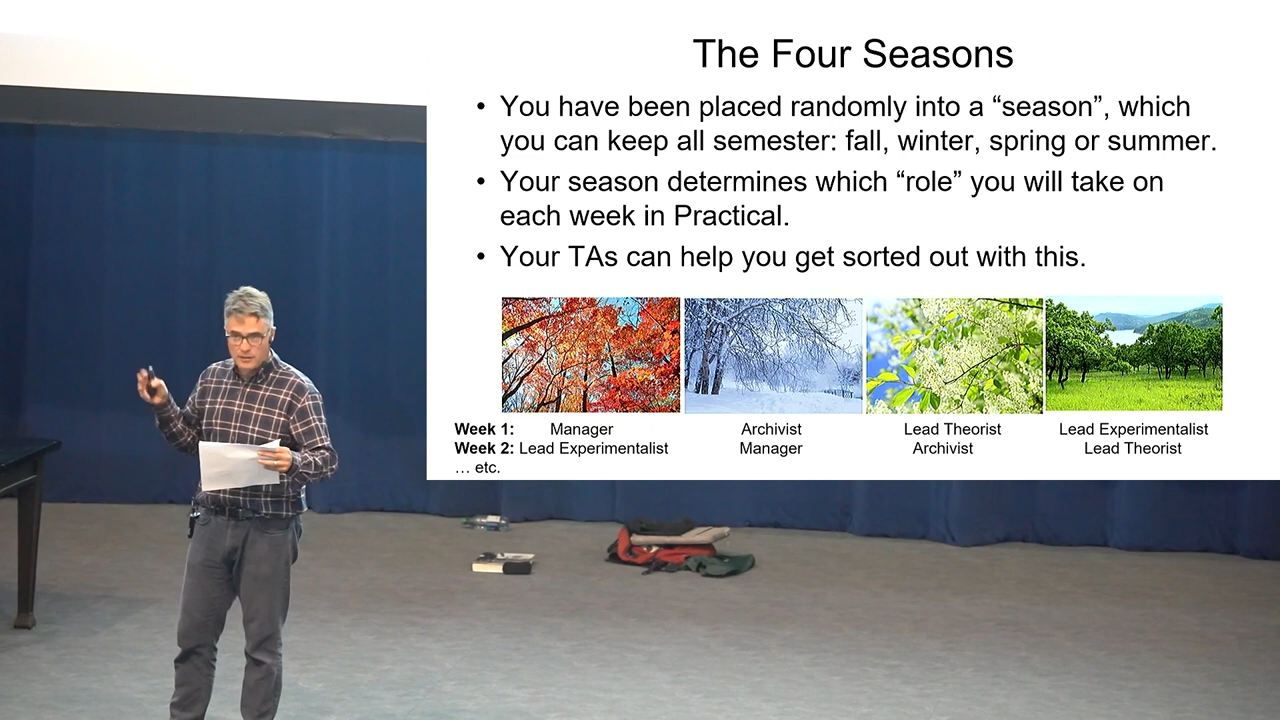 The Four Seasons
• You have been placed randomly into a “season”, which
you can keep all semester: fall, winter, spring or summer.
• Your season determines which “role” you will take on
each week in Practical.
• Your TAs can help you get sorted out with this.
Week 1: Manager Archivist Lead Theorist Lead Experimentalist
Week 2: Lead Experimentalist Manager Archivist Lead Theorist
… etc.